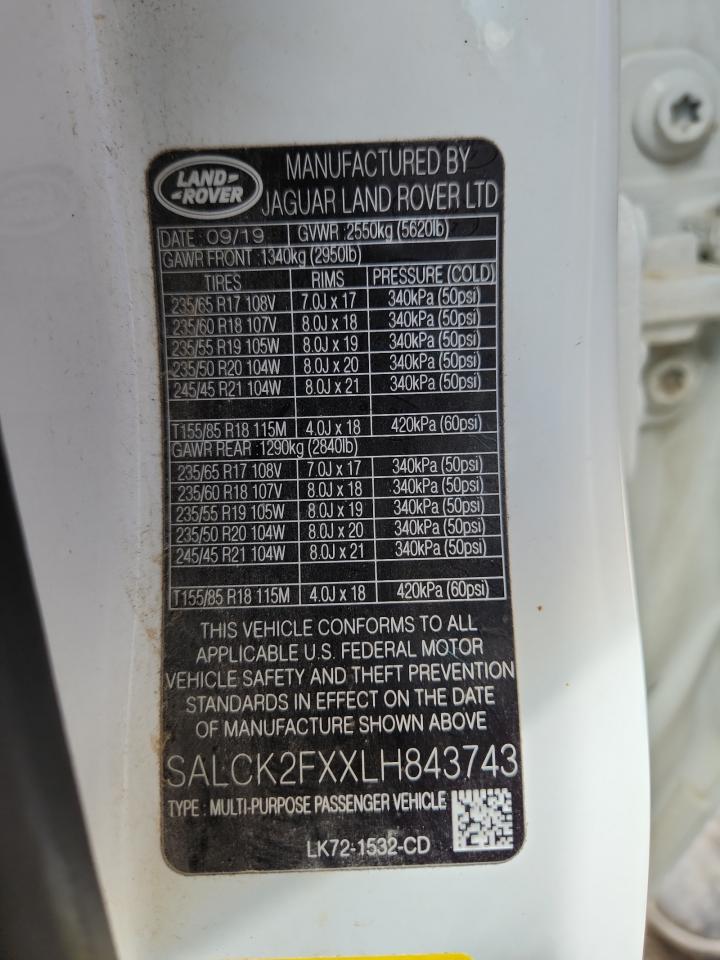 LAND-
-ROVER
MANUFACTURED BY
JAGUAR LAND ROVER LTD
DATE : 09/19 GVWR : 2550kg (5620lb)
GAWR FRONT : 1340kg (2950lb)
TIRES RIMS PRESSURE (COLD)
235/65 R17 108V 7.0J x 17 340kPa (50psi)
235/60 R18 107V 8.0J x 18 340kPa (50psi)
235/55 R19 105W 8.0J x 19 340kPa (50psi)
235/50 R20 104W 8.0J x 20 340kPa (50psi)
245/45 R21 104W 8.0J x 21 340kPa (50psi)
T155/85 R18 115M 4.0J x 18 420kPa (60psi)
GAWR REAR : 1290kg (2840lb)
235/65 R17 108V 7.0J x 17 340kPa (50psi)
235/60 R18 107V 8.0J x 18 340kPa (50psi)
235/55 R19 105W 8.0J x 19 340kPa (50psi)
235/50 R20 104W 8.0J x 20 340kPa (50psi)
245/45 R21 104W 8.0J x 21 340kPa (50psi)
T155/85 R18 115M 4.0J x 18 420kPa (60psi)
THIS VEHICLE CONFORMS TO ALL
APPLICABLE U.S. FEDERAL MOTOR
VEHICLE SAFETY AND THEFT PREVENTION
STANDARDS IN EFFECT ON THE DATE
OF MANUFACTURE SHOWN ABOVE
SALCK2FXXLH843743
TYPE : MULTI-PURPOSE PASSENGER VEHICLE
LK72-1532-CD